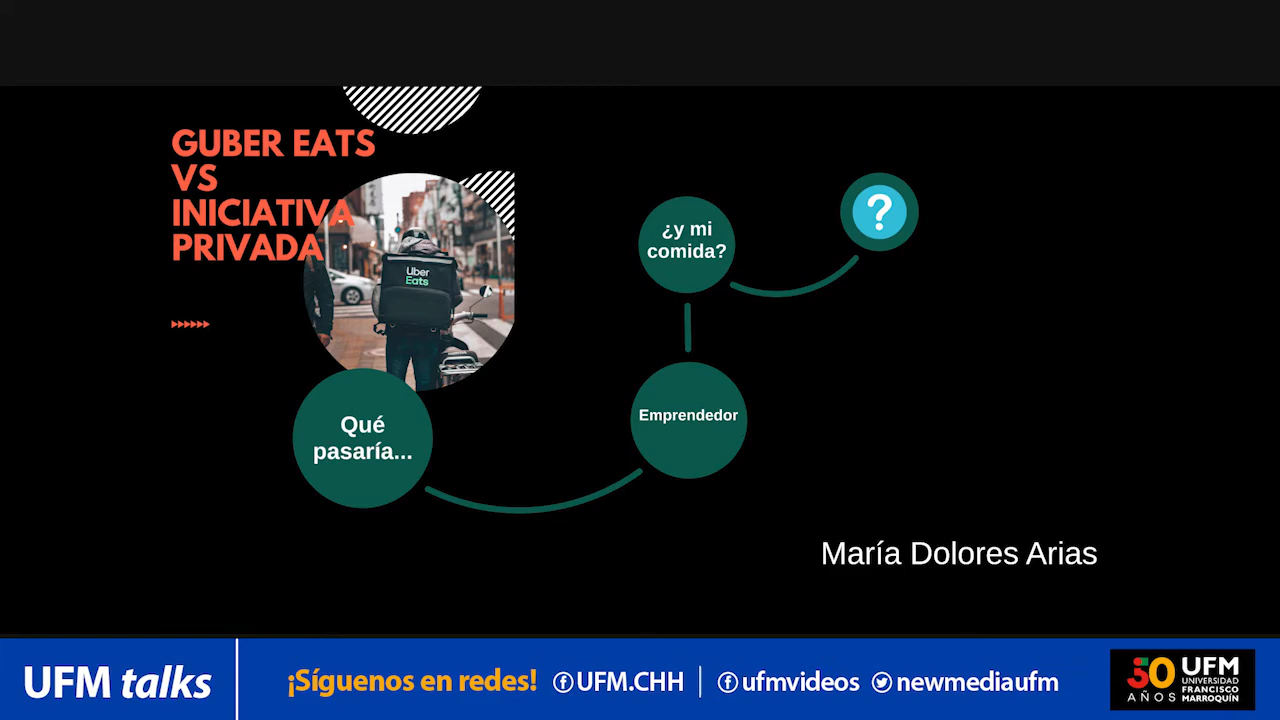 GUBER EATS
VS
INICIATIVA
PRIVADA
Uber
Eats
Qué
pasaría...
Emprendedor
¿y mi
comida?
?
María Dolores Arias
UFM talks
¡Síguenos en redes!
UFM.CHH
ufmvideos
newmediaufm
50
AÑOS
UFM
UNIVERSIDAD
FRANCISCO
MARROQUÍN